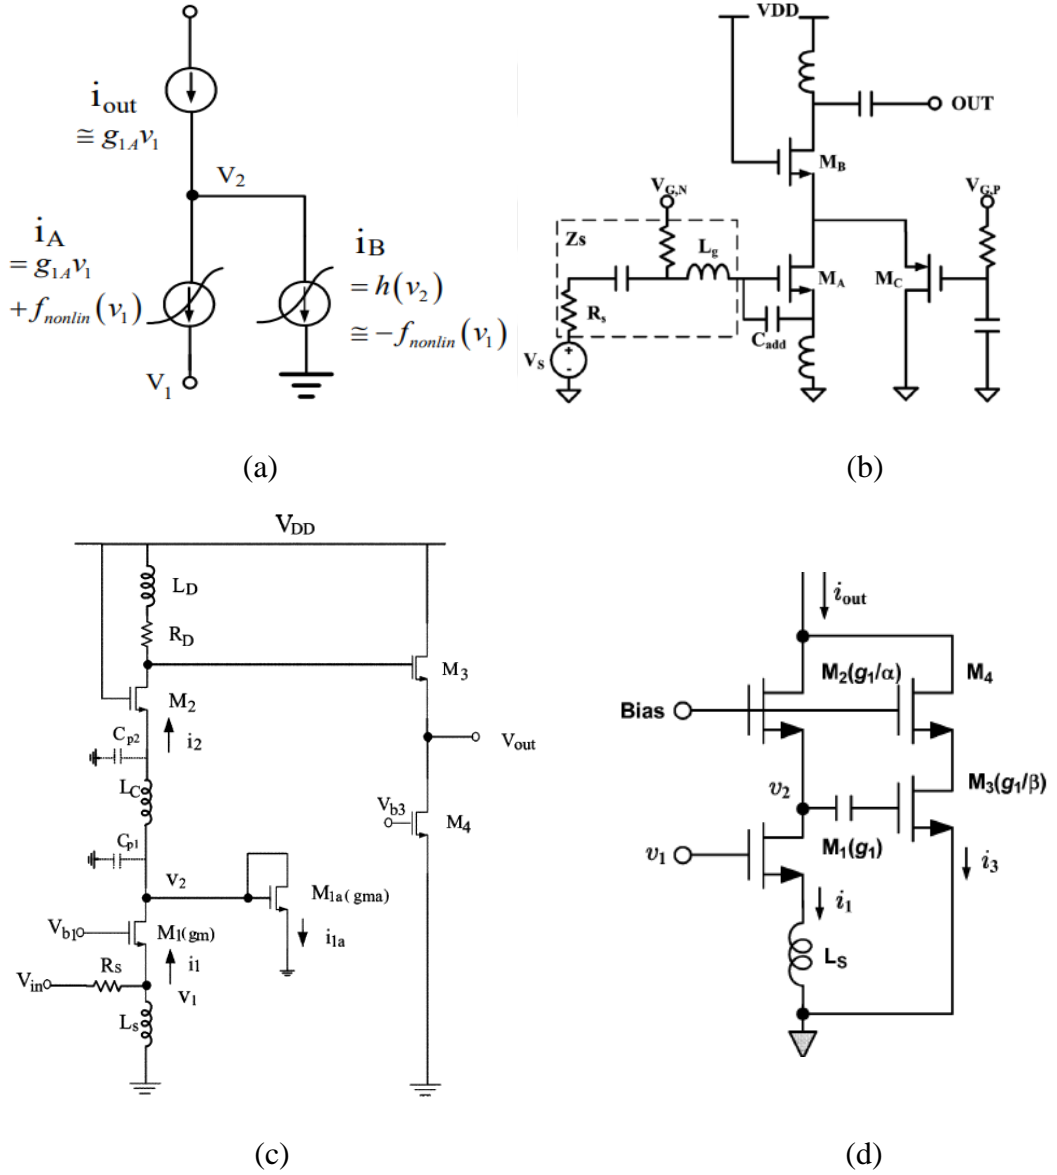 i_out
≅ g_1A v_1
V_2
i_A
= g_1A v_1
+ f_nonlin(v_1)
i_B
= h(v_2)
≅ −f_nonlin(v_1)
V_1
(a)
VDD
OUT
M_B
V_G,N
V_G,P
Zs
L_g
M_A
M_C
R_s
C_add
V_S
+
-
(b)
V_DD
L_D
R_D
M_3
M_2
C_p2
i_2
V_out
L_C
V_b3
M_4
C_p1
v_2
M_1a(gma)
V_b1
M_1(gm)
i_1a
R_S
i_1
V_in
v_1
L_s
(c)
i_out
M_2(g_1/α)
M_4
Bias
v_2
M_3(g_1/β)
v_1
M_1(g_1)
i_3
i_1
L_S
(d)